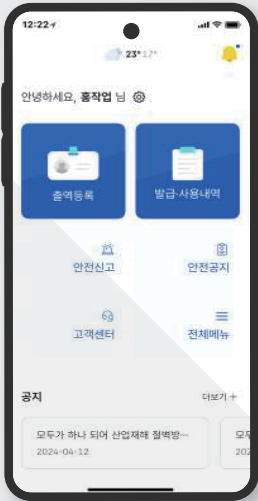 12:22
23° 17°
안녕하세요, 홍작업 님
출역등록
발급·사용내역
안전신고
안전공지
고객센터
전체메뉴
공지
더보기 +
모두가 하나 되어 산업재해 절벽방…
2024-04-12
모두
202